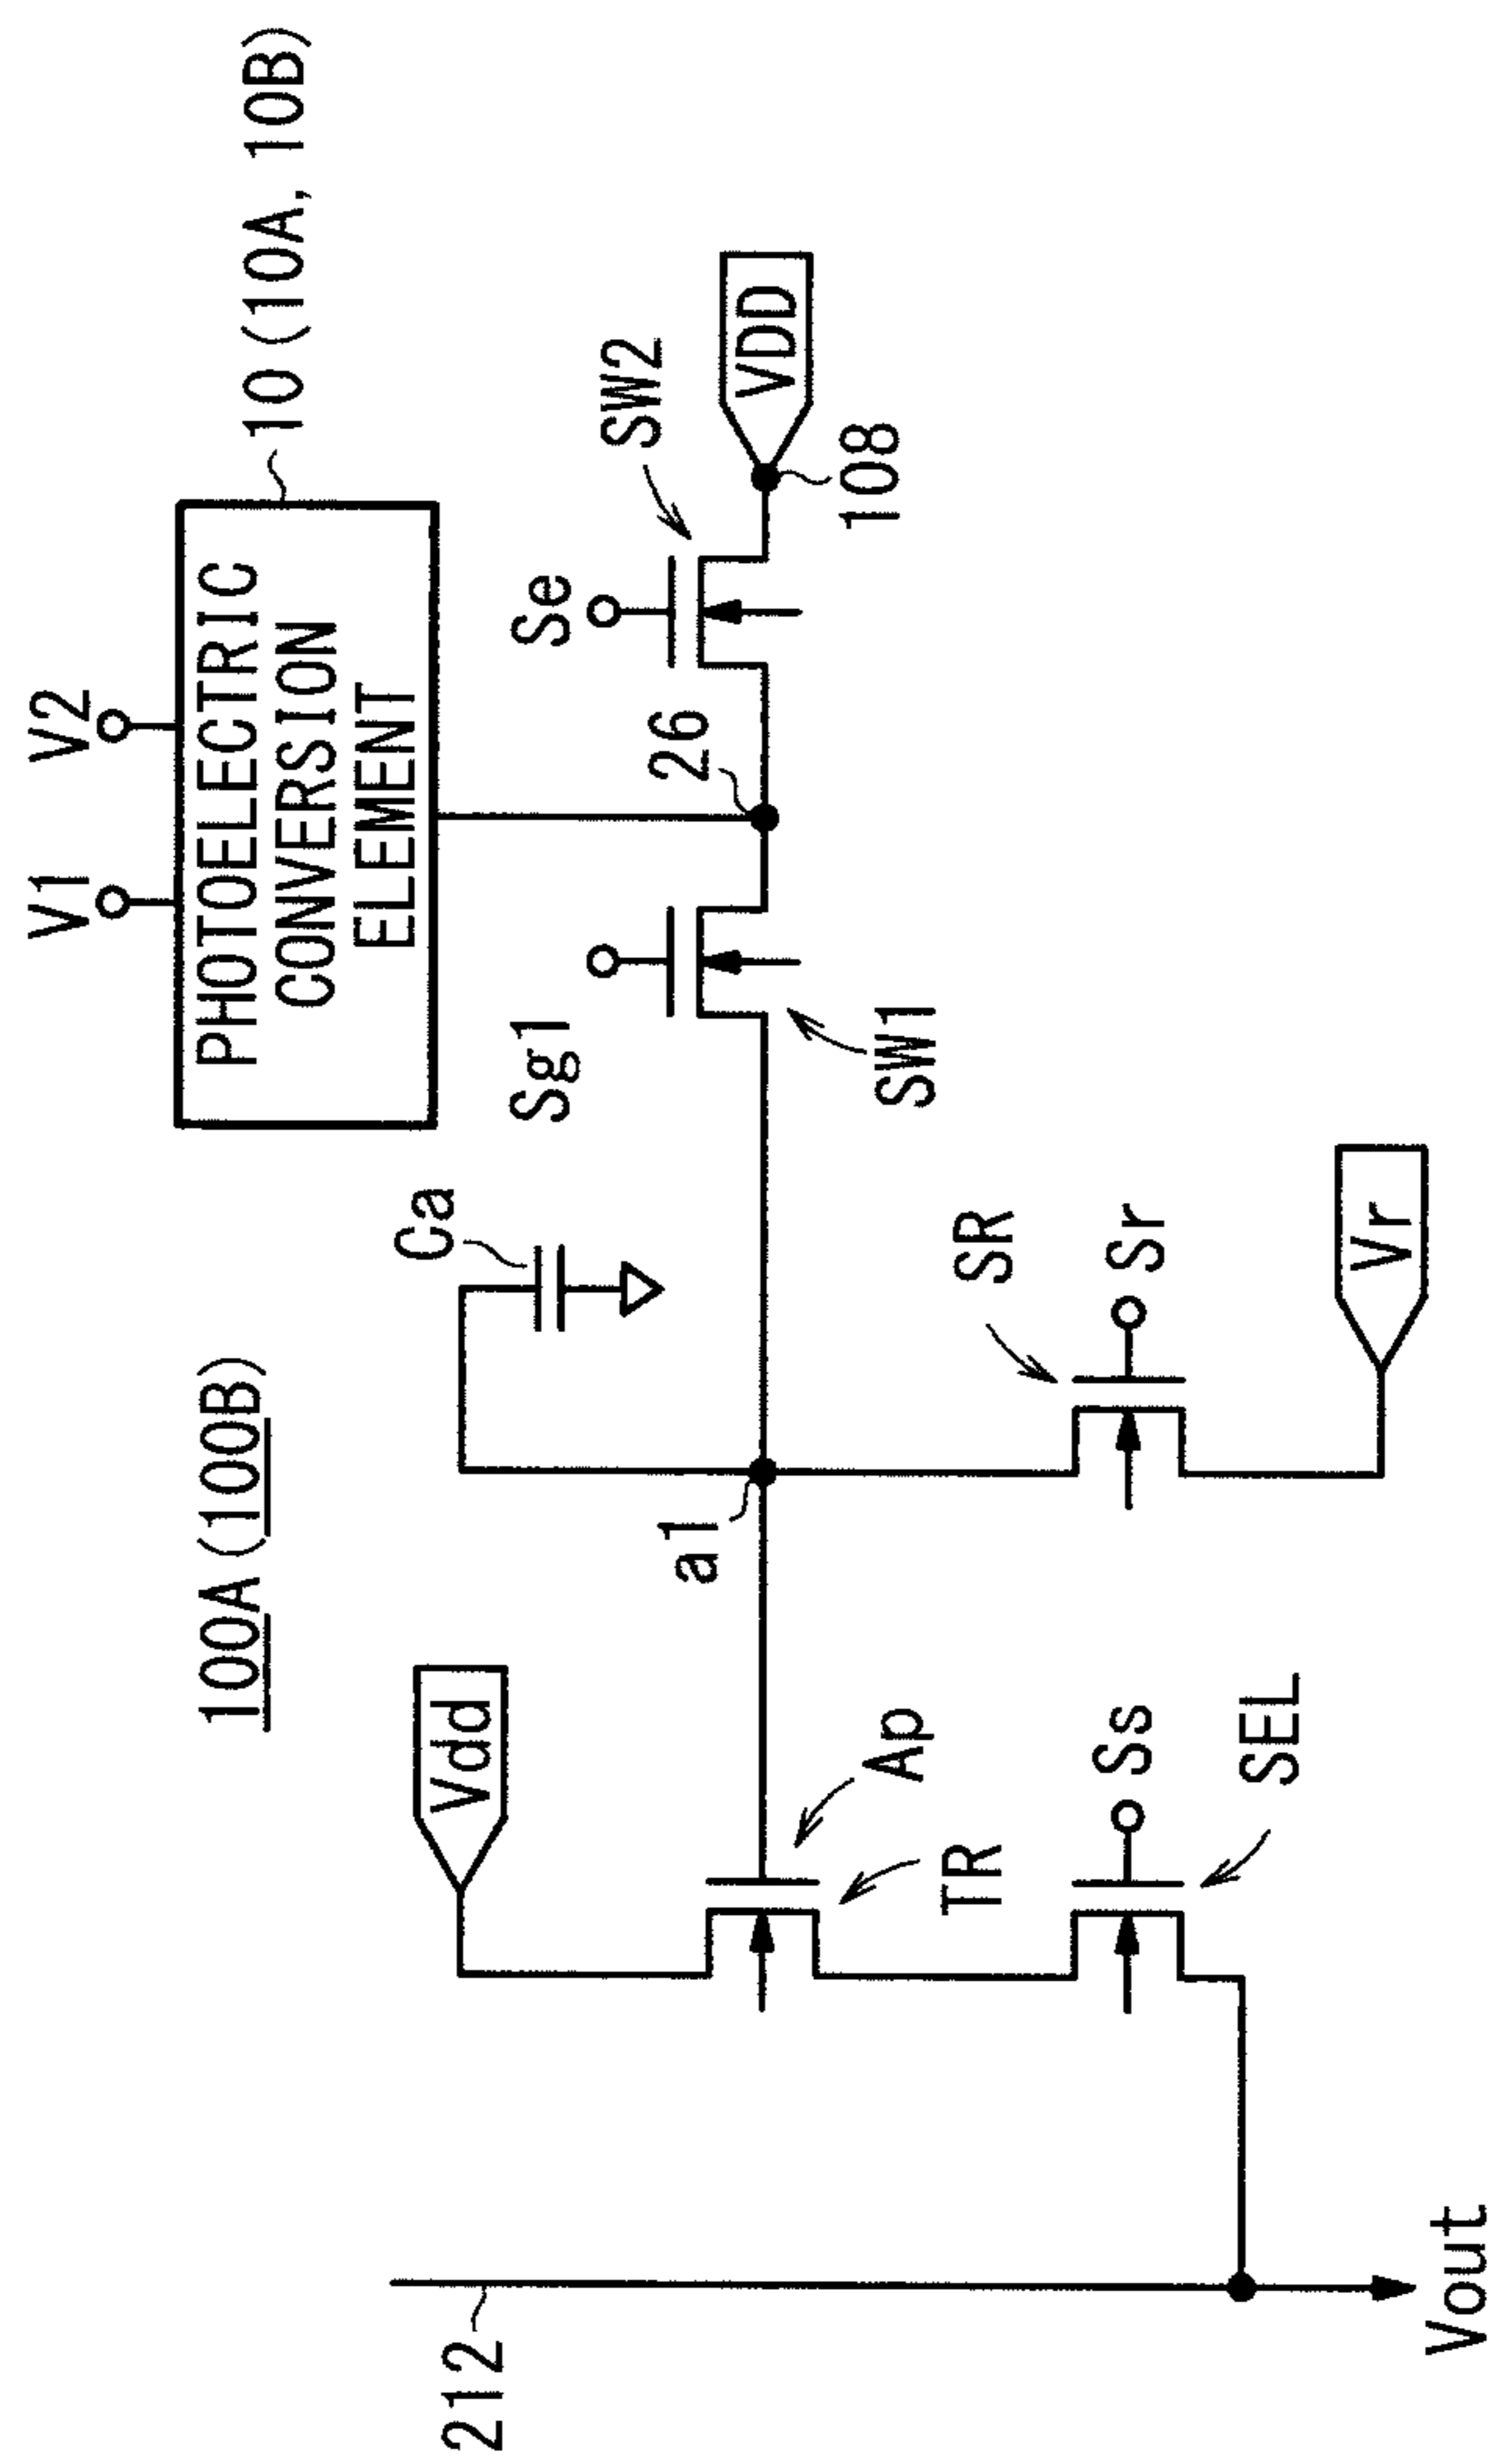 100A(100B)
V1
V2
10(10A, 10B)
PHOTOELECTRIC
CONVERSION
ELEMENT
Vdd
Ca
Sg1
Se
SW2
a1
26
VDD
108
Ap
TR
SW1
SR
Ss
Sr
SEL
Vr
212
Vout